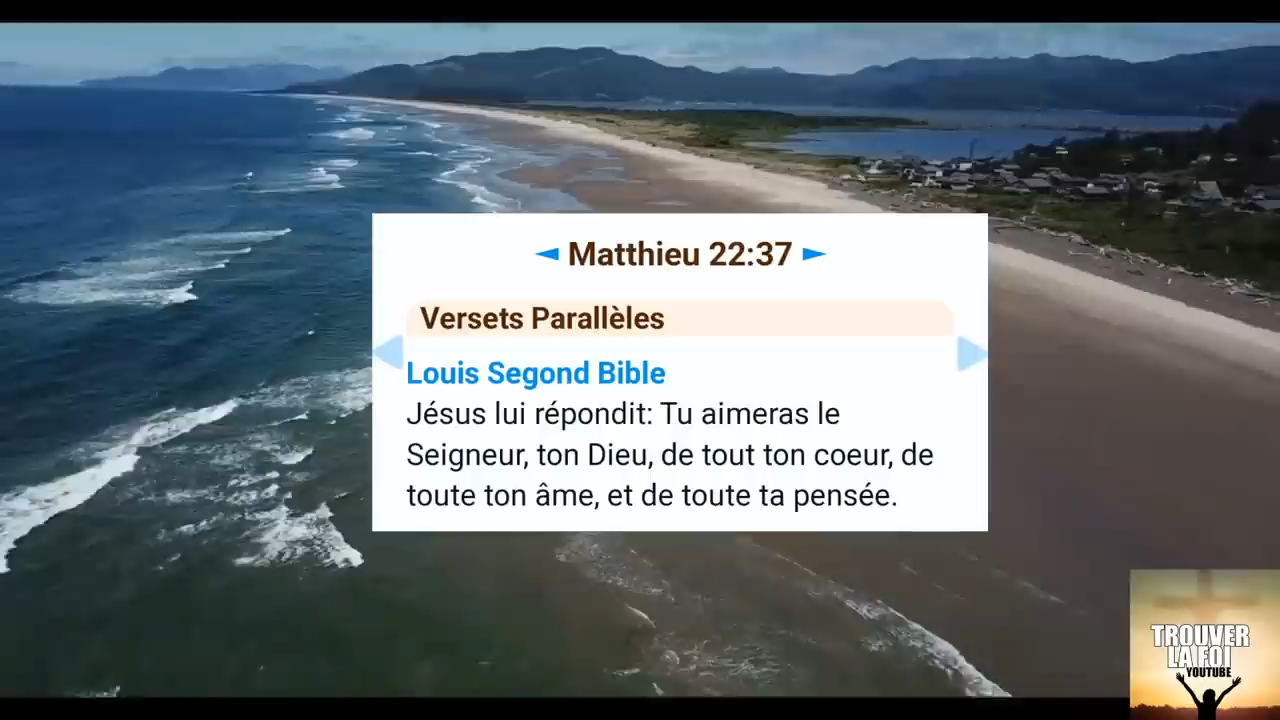 ◄ Matthieu 22:37 ►
Versets Parallèles
Louis Segond Bible
Jésus lui répondit: Tu aimeras le
Seigneur, ton Dieu, de tout ton coeur, de
toute ton âme, et de toute ta pensée.
TROUVER
LA FOI
YOUTUBE